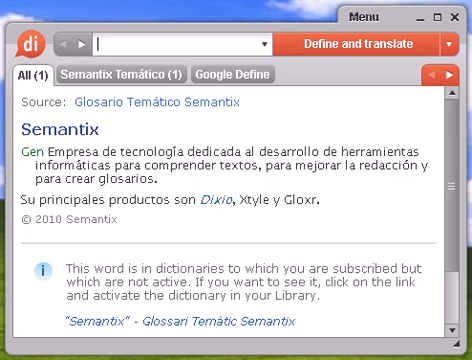 Menu
di
Define and translate
All (1)
Semantix Temático (1)
Google Define
Source: Glosario Temático Semantix
Semantix
Gen Empresa de tecnología dedicada al desarrollo de herramientas
informáticas para comprender textos, para mejorar la redacción y
para crear glosarios.
Su principales productos son Dixio, Xtyle y Gloxr.
© 2010 Semantix
i
This word is in dictionaries to which you are subscribed but
which are not active. If you want to see it, click on the link
and activate the dictionary in your Library.
"Semantix" - Glossari Temàtic Semantix